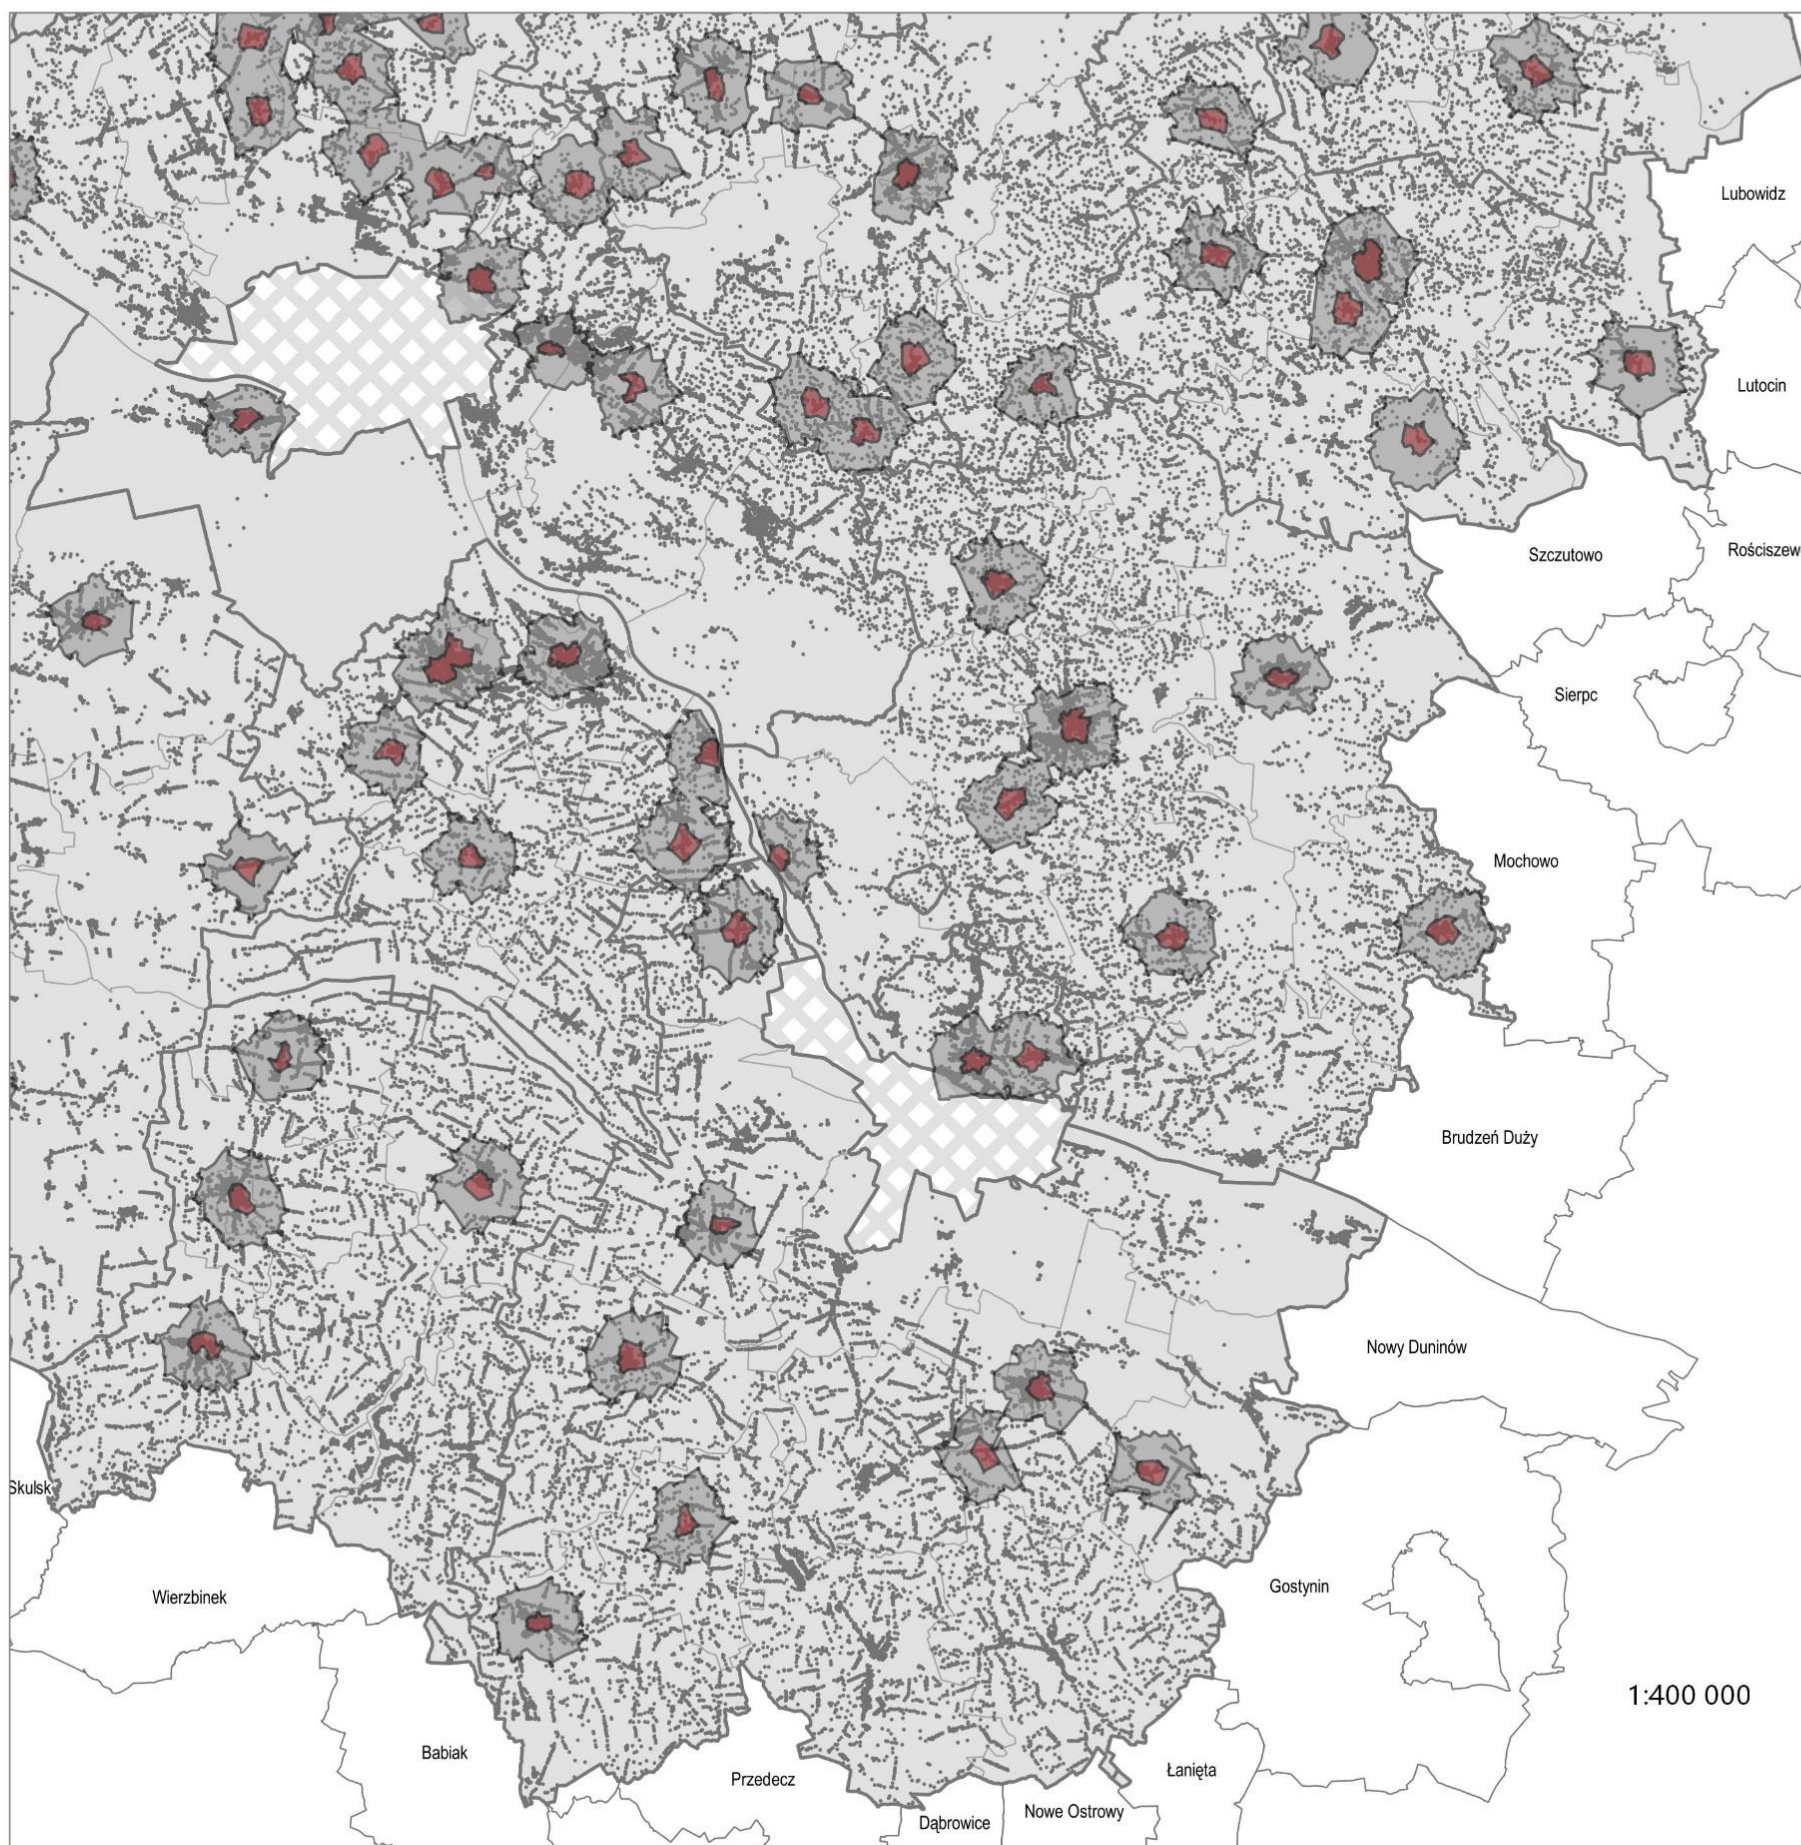 Lubowidz
Lutocin
Szczutowo
Rościszew
Sierpc
Mochowo
Brudzeń Duży
Nowy Duninów
Skulsk
Wierzbinek
Gostynin
1:400 000
Babiak
Przedecz
Łanięta
Dąbrowice
Nowe Ostrowy